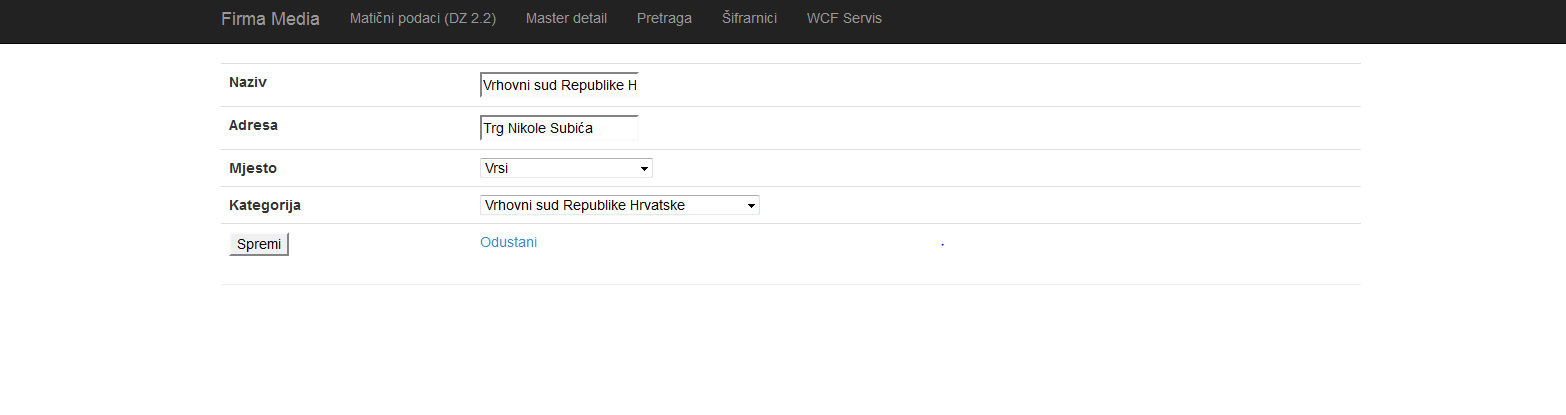 Firma Media Matični podaci (DZ 2.2) Master detail Pretraga Šifrarnici WCF Servis
Naziv Vrhovni sud Republike H
Adresa Trg Nikole Subića
Mjesto Vrsi
Kategorija Vrhovni sud Republike Hrvatske
Spremi Odustani